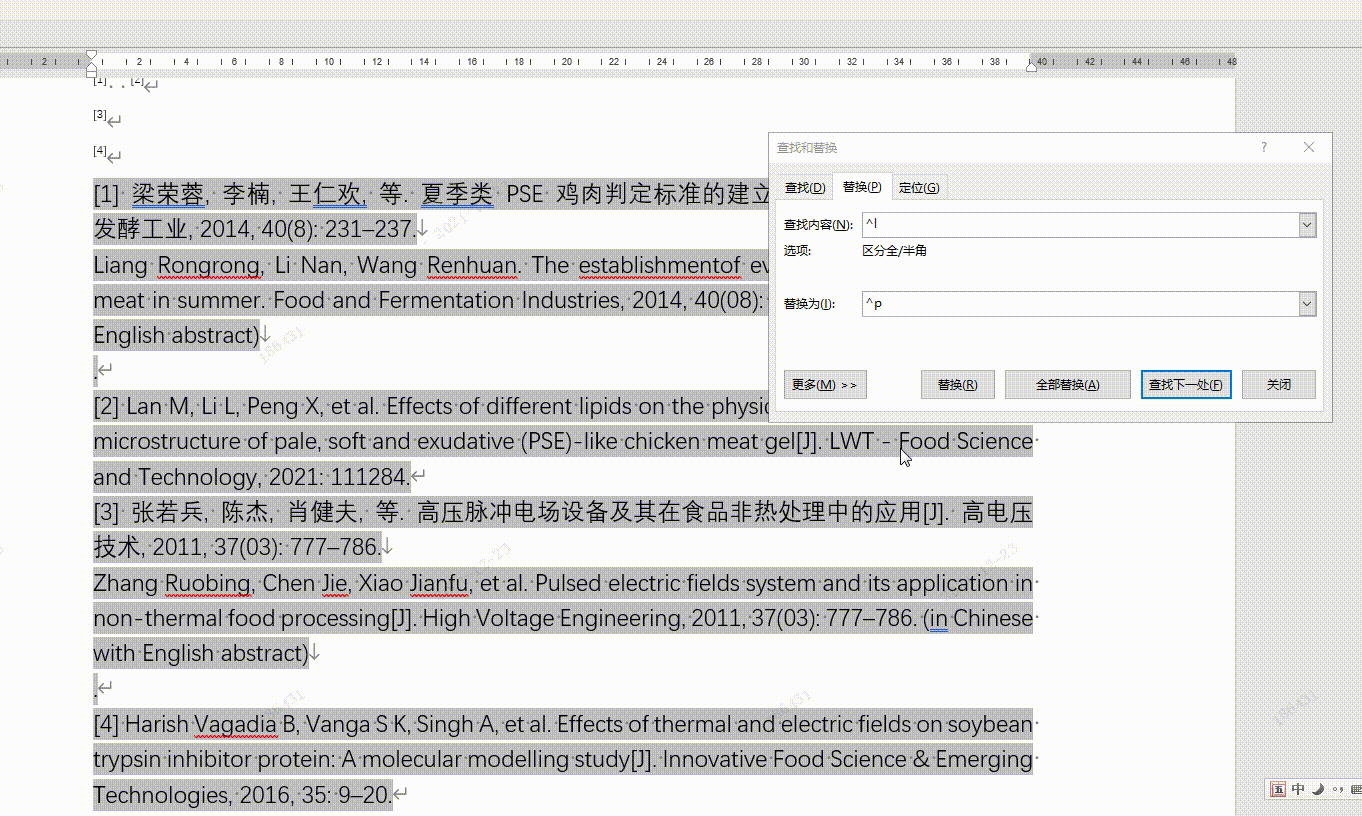 2 2 4 6 8 10 12 14 16 18 20 22 24 26 28 30 32 34 36 38 40 42 44 46 48
[1]. . [2]↵
[3]↵
[4]↵
[1] 梁荣蓉, 李楠, 王仁欢, 等. 夏季类 PSE 鸡肉判定标准的建立
发酵工业, 2014, 40(8): 231–237.↓
Liang Rongrong, Li Nan, Wang Renhuan. The establishmentof ev
meat in summer. Food and Fermentation Industries, 2014, 40(08):
English abstract)↓
.↵
[2] Lan M, Li L, Peng X, et al. Effects of different lipids on the physic
microstructure of pale, soft and exudative (PSE)-like chicken meat gel[J]. LWT - Food Science
and Technology, 2021: 111284.↵
[3] 张若兵, 陈杰, 肖健夫, 等. 高压脉冲电场设备及其在食品非热处理中的应用[J]. 高电压
技术, 2011, 37(03): 777–786.↓
Zhang Ruobing, Chen Jie, Xiao Jianfu, et al. Pulsed electric fields system and its application in
non-thermal food processing[J]. High Voltage Engineering, 2011, 37(03): 777–786. (in Chinese
with English abstract)↓
.↵
[4] Harish Vagadia B, Vanga S K, Singh A, et al. Effects of thermal and electric fields on soybean
trypsin inhibitor protein: A molecular modelling study[J]. Innovative Food Science & Emerging
Technologies, 2016, 35: 9–20.↵
查找和替换 ?
查找(D) 替换(P) 定位(G)
查找内容(N): ^l
选项: 区分全/半角
替换为(I): ^p
更多(M) >> 替换(R) 全部替换(A) 查找下一处(F) 关闭
五 中